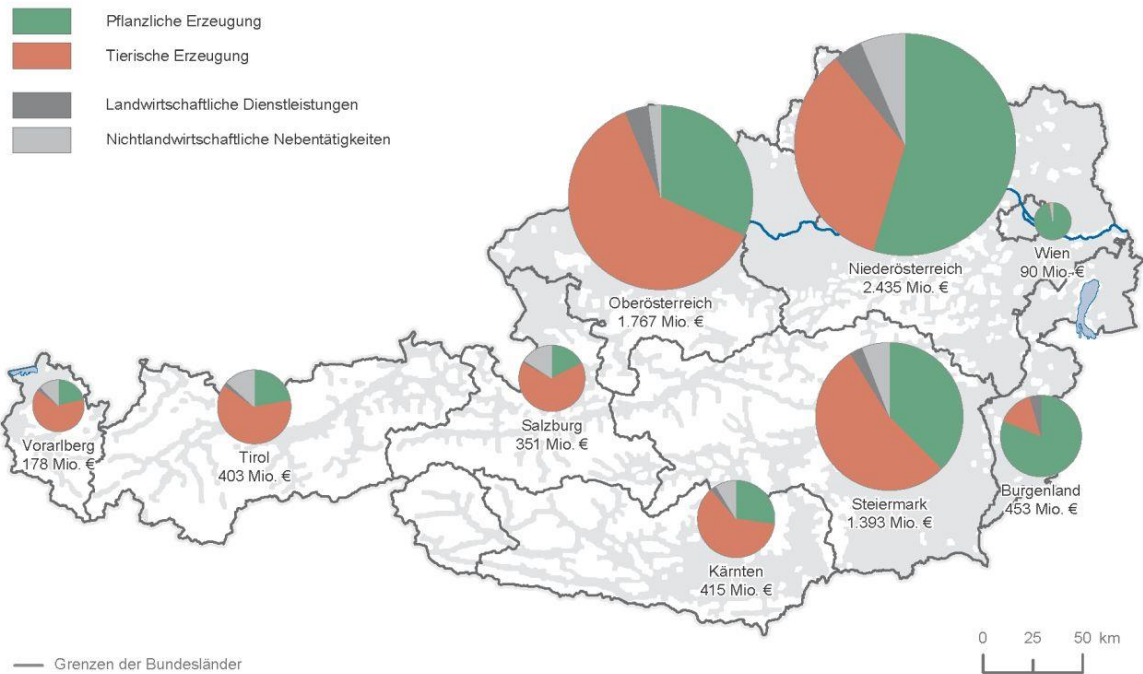 Pflanzliche Erzeugung
Tierische Erzeugung
Landwirtschaftliche Dienstleistungen
Nichtlandwirtschaftliche Nebentätigkeiten
Wien
90 Mio. €
Niederösterreich
2.435 Mio. €
Oberösterreich
1.767 Mio. €
Salzburg
351 Mio. €
Vorarlberg
178 Mio. €
Tirol
403 Mio. €
Steiermark
1.393 Mio. €
Burgenland
453 Mio. €
Kärnten
415 Mio. €
0 25 50 km
Grenzen der Bundesländer